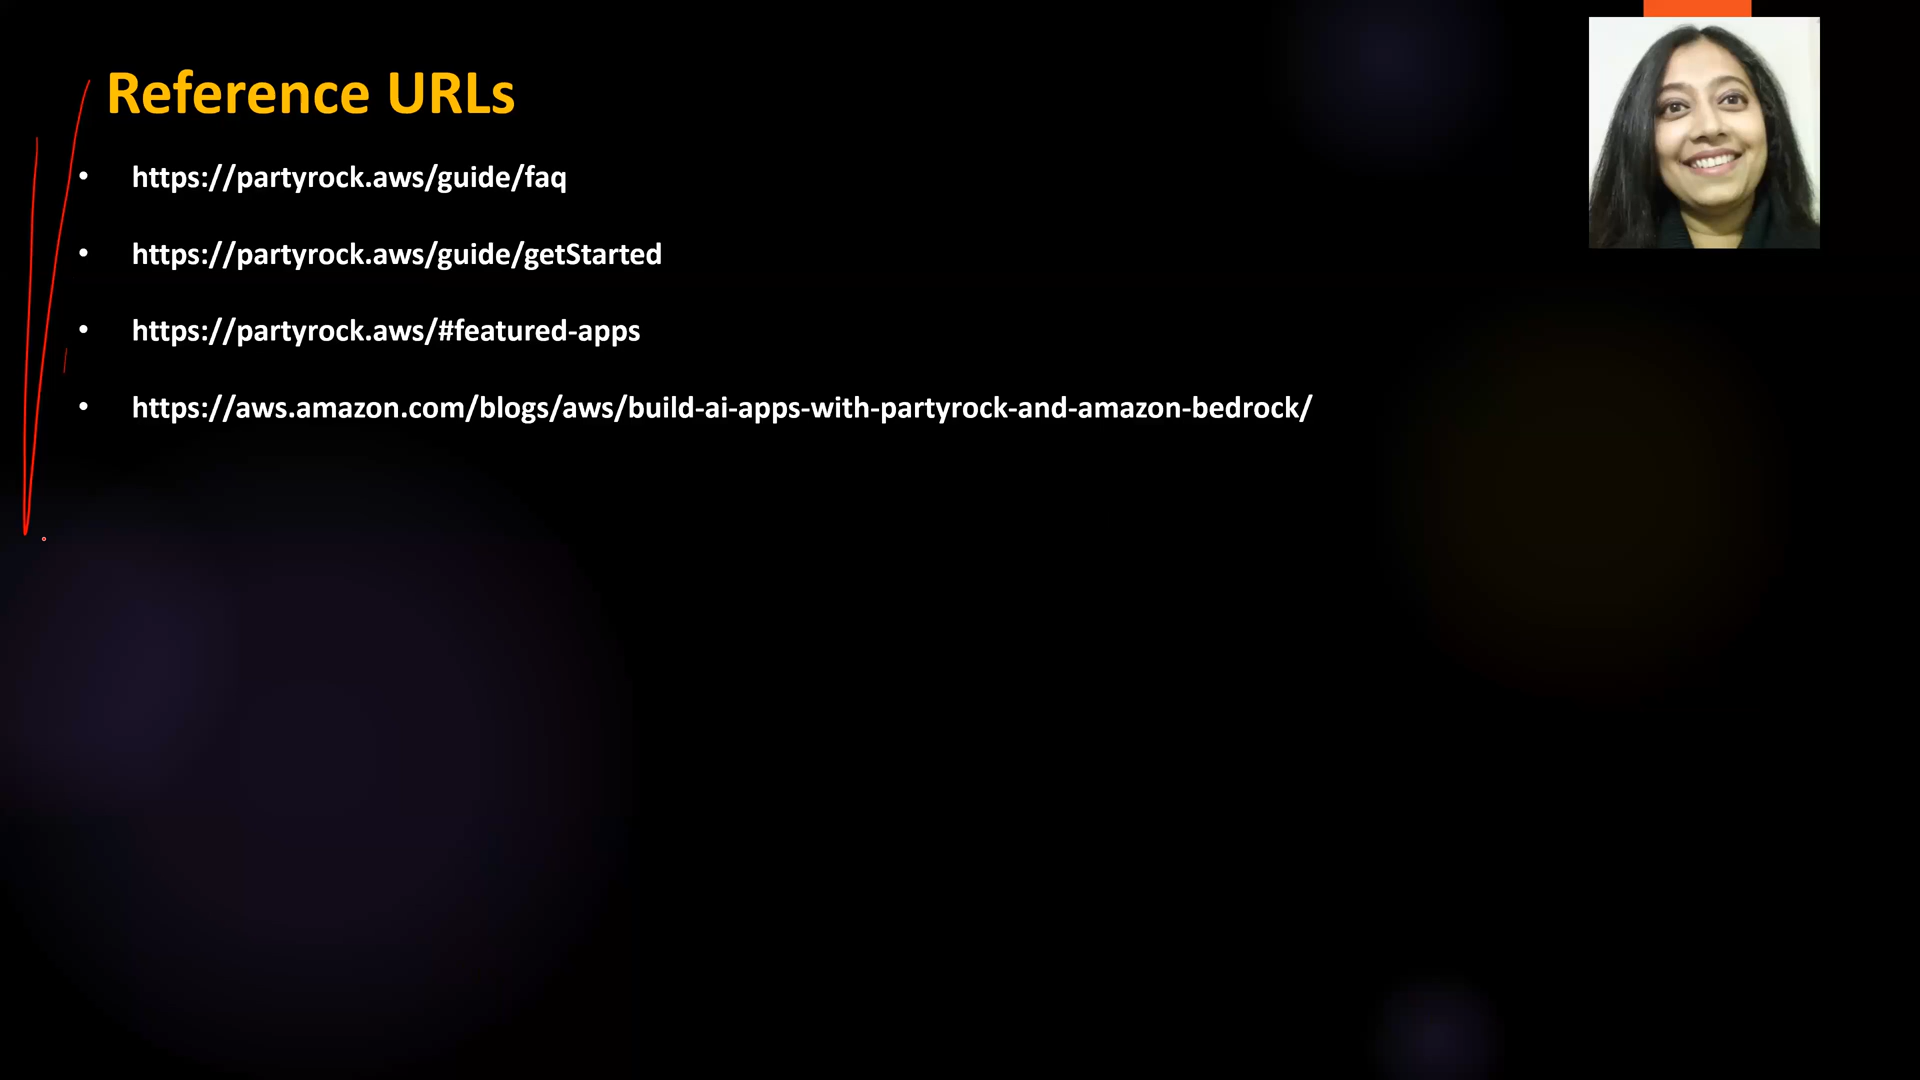 Reference URLs
• https://partyrock.aws/guide/faq
• https://partyrock.aws/guide/getStarted
• https://partyrock.aws/#featured-apps
• https://aws.amazon.com/blogs/aws/build-ai-apps-with-partyrock-and-amazon-bedrock/